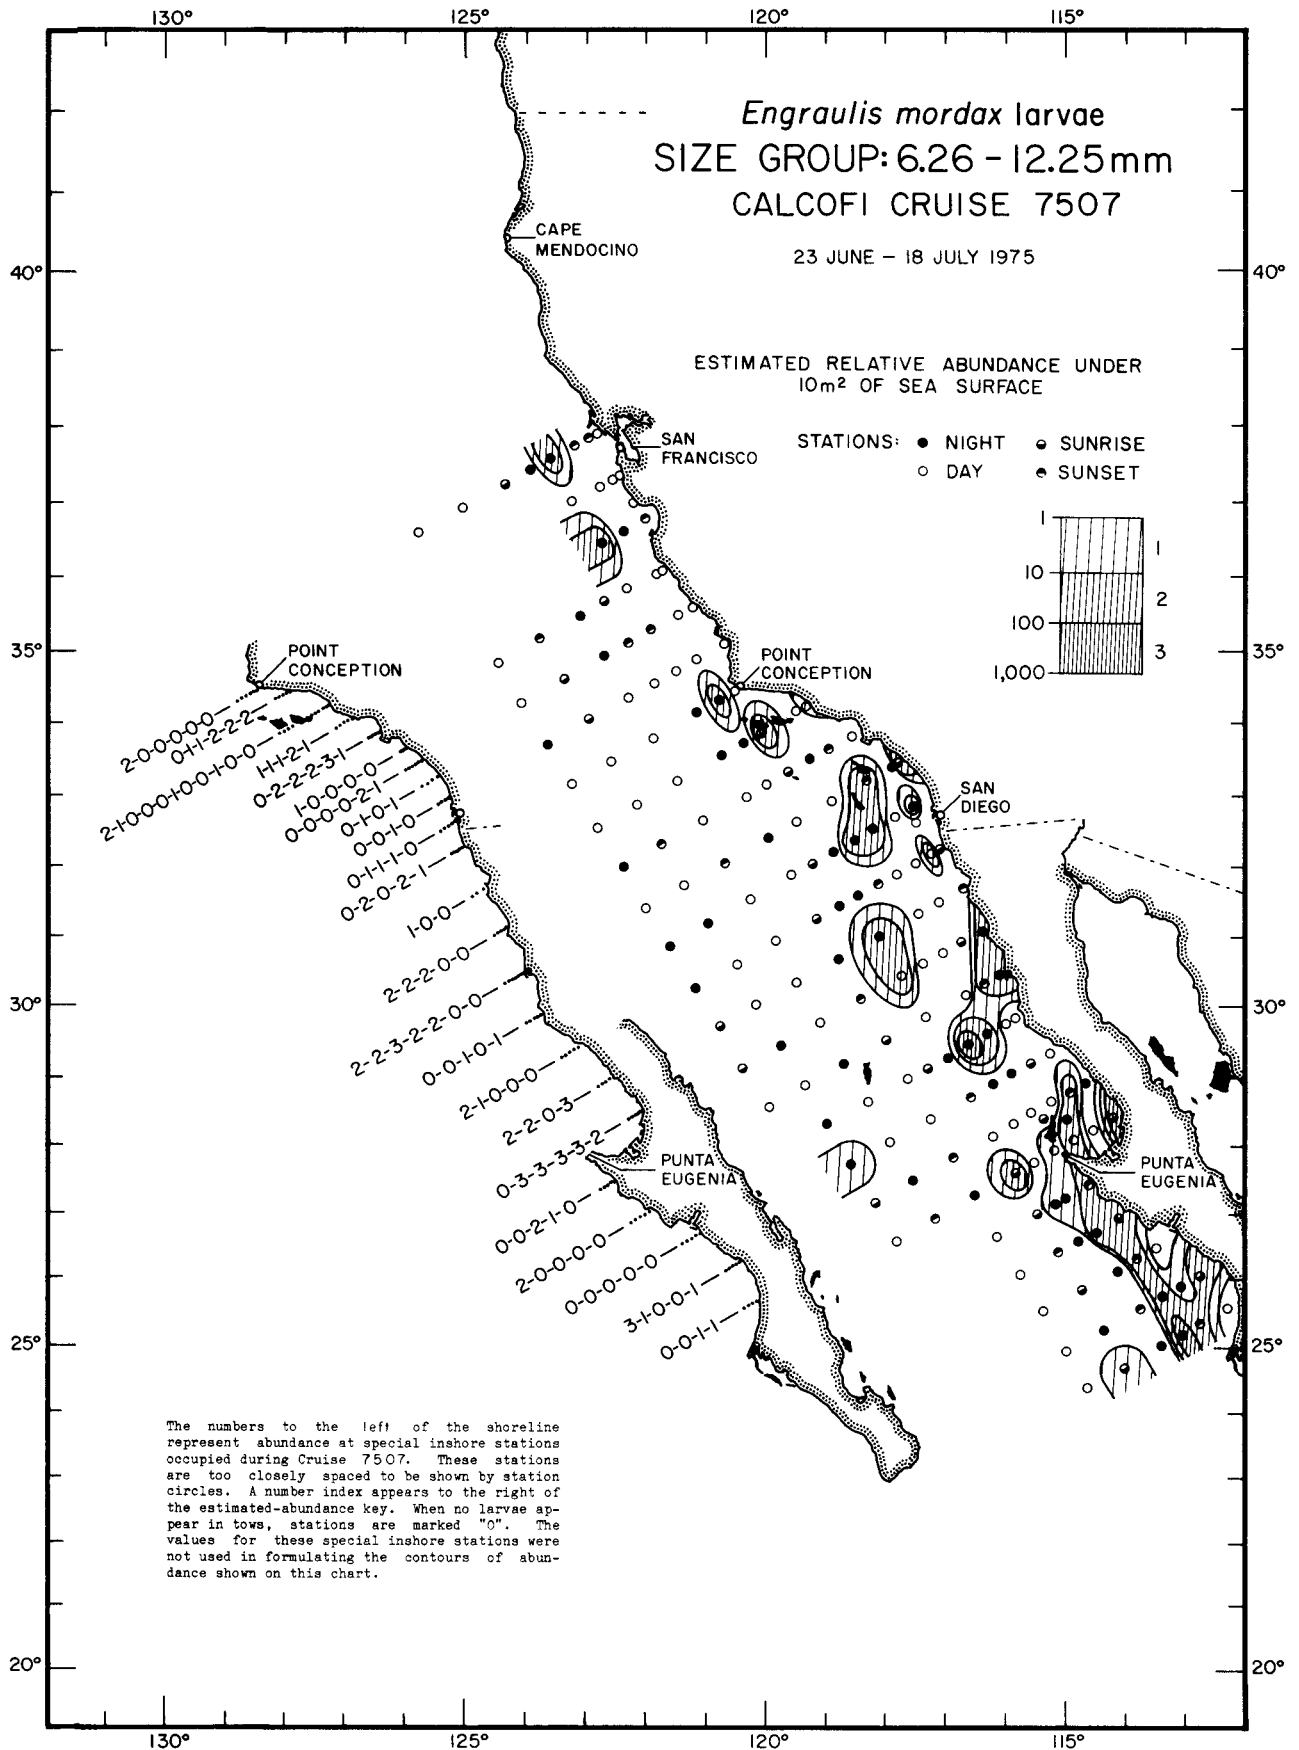 130° 125° 120° 115°
Engraulis mordax larvae
SIZE GROUP: 6.26 – 12.25mm
CALCOFI CRUISE 7507
23 JUNE – 18 JULY 1975
CAPE
MENDOCINO
40° 40°
ESTIMATED RELATIVE ABUNDANCE UNDER
10m² OF SEA SURFACE
STATIONS: NIGHT SUNRISE
DAY SUNSET
SAN
FRANCISCO
1
1
10
2
100
3
1,000
35° 35°
POINT
CONCEPTION
POINT
CONCEPTION
2-0-0-0-0-0
0-1-1-2-2-2
2-1-0-0-1-0-0-1-0-0
1-1-1-2-1
0-2-2-2-3-1
1-0-0-0-0
0-0-0-0-2-1
0-1-0-1
0-0-1-0
0-1-1-1-0
0-2-0-2-1
1-0-0
2-2-2-0-0
2-2-3-2-2-0-0
0-0-1-0-1
2-1-0-0-0
2-2-0-3
0-3-3-3-3-2
0-0-2-1-0
2-0-0-0-0
0-0-0-0-0
3-1-0-0-1
0-0-1-1
SAN
DIEGO
30° 30°
PUNTA
EUGENIA
PUNTA
EUGENIA
25° 25°
The numbers to the left of the shoreline
represent abundance at special inshore stations
occupied during Cruise 7507. These stations
are too closely spaced to be shown by station
circles. A number index appears to the right of
the estimated-abundance key. When no larvae ap-
pear in tows, stations are marked "0". The
values for these special inshore stations were
not used in formulating the contours of abun-
dance shown on this chart.
20° 20°
130° 125° 120° 115°